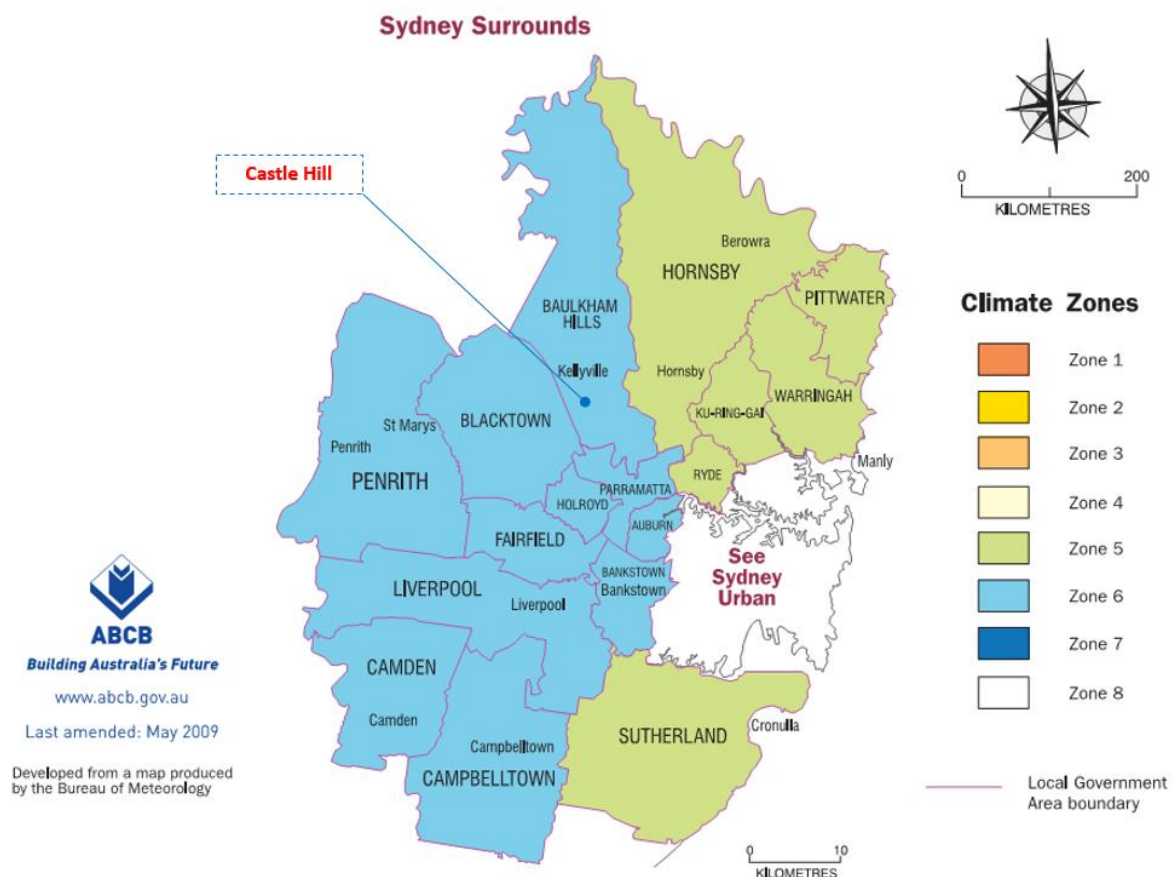 Sydney Surrounds
Castle Hill
0 200
KILOMETRES
Berowra
HORNSBY
PITTWATER
BAULKHAM
HILLS
Kellyville
Hornsby
WARRINGAH
KU-RING-GAI
BLACKTOWN
St Marys
Penrith
PENRITH
Manly
RYDE
PARRAMATTA
HOLROYD
AUBURN
FAIRFIELD
See
Sydney
Urban
BANKSTOWN
Bankstown
LIVERPOOL
Liverpool
CAMDEN
Camden
Campbelltown
CAMPBELLTOWN
SUTHERLAND
Cronulla
Climate Zones
Zone 1
Zone 2
Zone 3
Zone 4
Zone 5
Zone 6
Zone 7
Zone 8
Local Government
Area boundary
0 10
KILOMETRES
ABCB
Building Australia's Future
www.abcb.gov.au
Last amended: May 2009
Developed from a map produced
by the Bureau of Meteorology